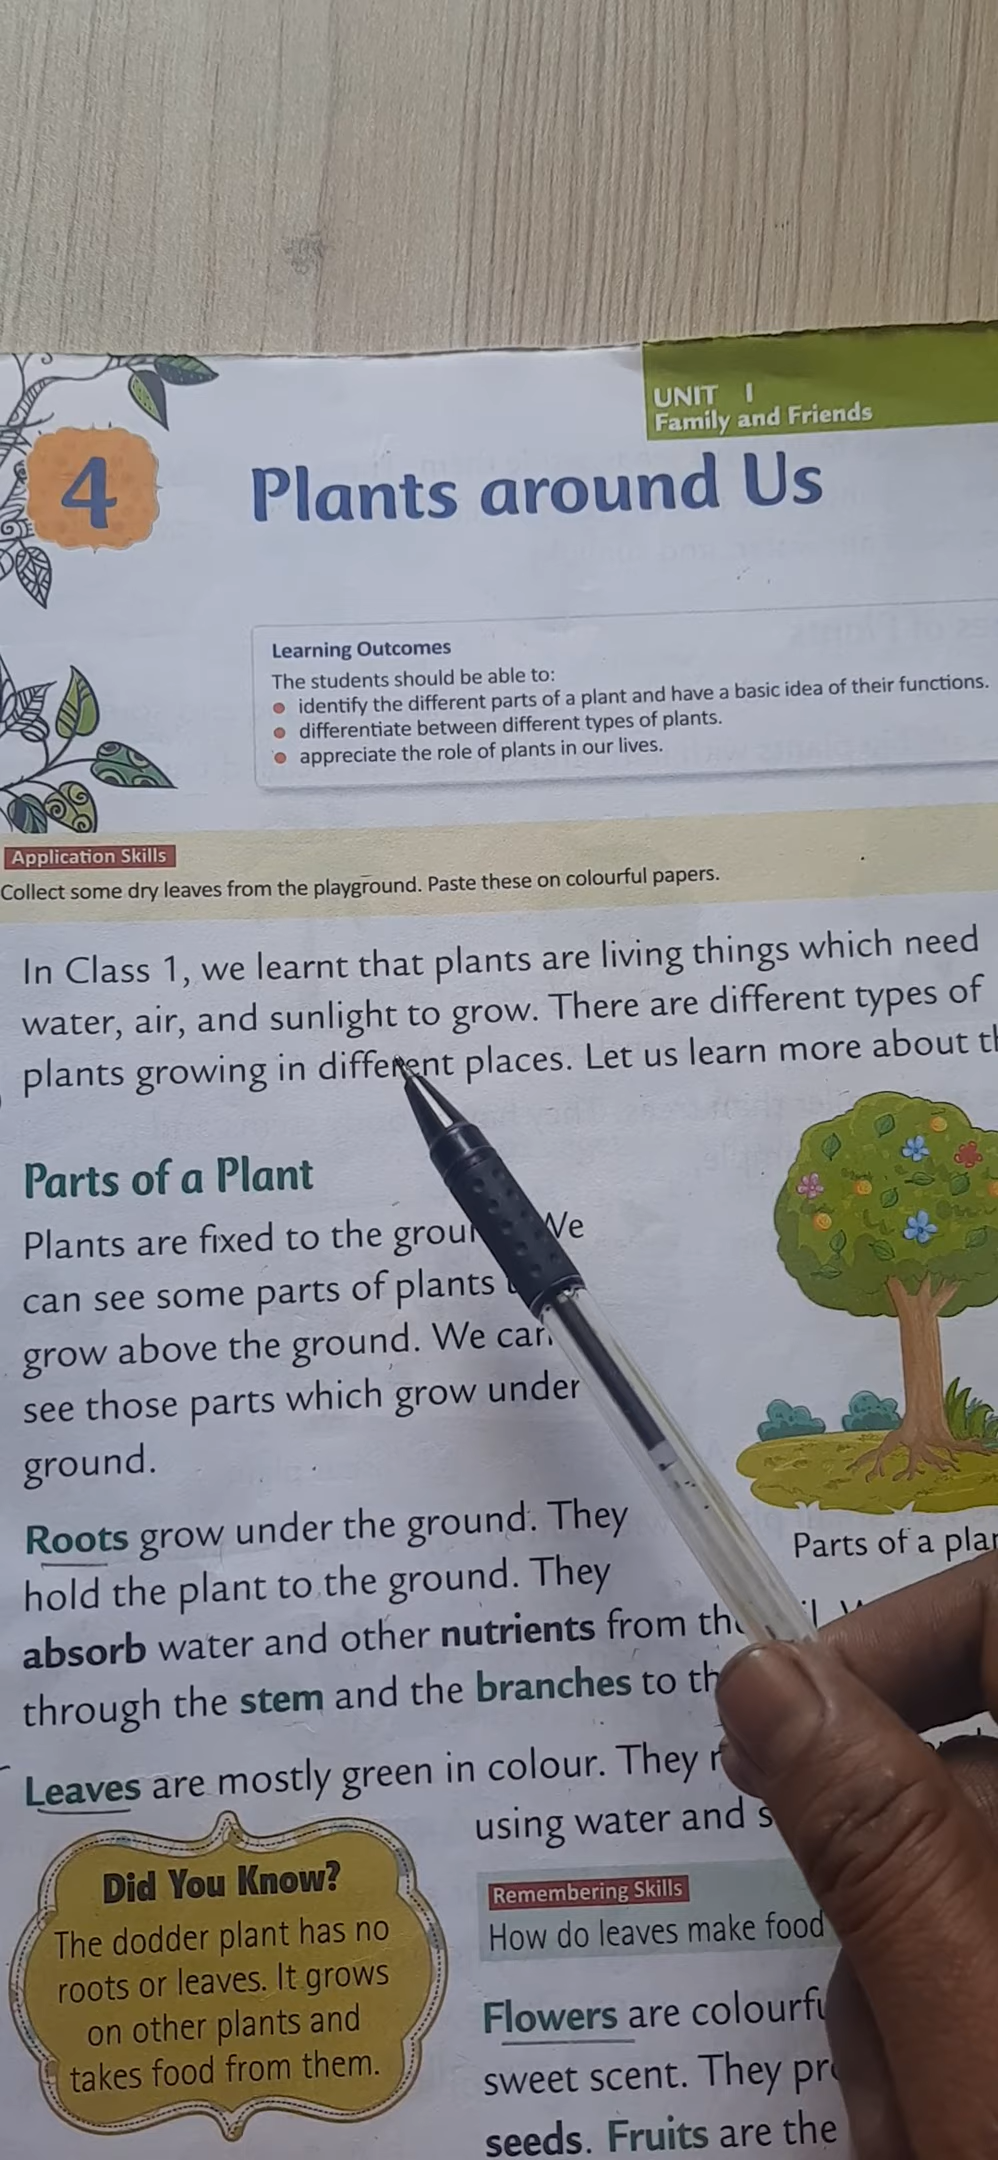 UNIT I
Family and Friends
4
Plants around Us
Learning Outcomes
The students should be able to:
identify the different parts of a plant and have a basic idea of their functions.
differentiate between different types of plants.
appreciate the role of plants in our lives.
Application Skills
Collect some dry leaves from the playground. Paste these on colourful papers.
In Class 1, we learnt that plants are living things which need
water, air, and sunlight to grow. There are different types of
plants growing in different places. Let us learn more about
Parts of a Plant
Plants are fixed to the We
can see some parts of plants
grow above the ground. We
see those parts which grow under
ground.
Parts of a
Roots grow under the ground. They
hold the plant to the ground. They
absorb water and other nutrients from
through the stem and the branches to
Leaves are mostly green in colour. They
using water and
Did You Know?
The dodder plant has no
roots or leaves. It grows
on other plants and
takes food from them.
Remembering Skills
How do leaves make food
Flowers are
sweet scent. They
seeds. Fruits are the